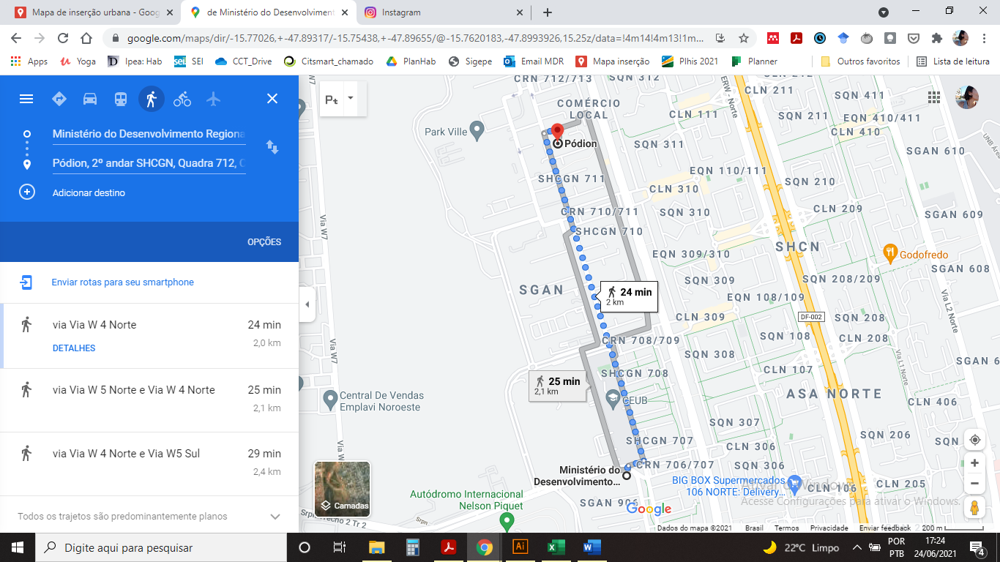 Mapa de inserção urbana - Goog
de Ministério do Desenvolviment
Instagram
google.com/maps/dir/-15.77026,+-47.89317/-15.75438,+-47.89655/@-15.7620183,-47.8993926,15.25z/data=!4m14!4m13!1m...
Apps
Yoga
Ipea: Hab
SEI
CCT_Drive
Citsmart_chamado
PlanHab
Sigepe
Email MDR
Mapa inserção
Plhis 2021
Planner
Outros favoritos
Lista de leitura
Ministério do Desenvolvimento Regiona
Pódion, 2º andar SHCGN, Quadra 712, C
Adicionar destino
OPÇÕES
Enviar rotas para seu smartphone
via Via W 4 Norte
24 min
DETALHES
2,0 km
via Via W 5 Norte e Via W 4 Norte
25 min
2,1 km
via Via W 4 Norte e Via W5 Sul
29 min
2,4 km
Todos os trajetos são predominantemente planos
Pt
CRN 712/713
SQN 312
CLN 211
CLN 212
SQN 411
COMÉRCIO
LOCAL
ERW - Norte
CLN 111
SQN 211
EQN 410/411
CLN 410
Park Ville
Pódion
SQN 311
SGAN 610
UNB Área
SHCGN 711
EQN 110/111
SQN 210
CLN 310
CRN 710/711
SQN 310
CLN 209
SGAN 609
Via W7
SHCGN 710
SHCN
EQN 309/310
Godofredo
SGAN 608
SGAN
SQN 309
SQN 208/209
24 min
2 km
EQN 108/109
Via L2 Norte
CLN 309
DF-002
SQN 208
Via W7
CRN 708/709
SQN 108
CLN 208
SQN 308
CLN 107
SGAN 6
Via L1 Norte
SHCGN 708
25 min
2,1 km
Central De Vendas
Emplavi Noroeste
CEUB
ASA NORTE
CLN 406
SQN 307
SQN 206
SHCGN 707
CLN 306
SQN
Via W
CRN 706/707
SQN 306
Ministério do
Desenvolvimento...
BIG BOX Supermercados
106 NORTE: Delivery...
CLN 106
CLN 205
Autódromo Internacional
Nelson Piquet
SGAN 906
Google
Camadas
Srpn Trecho 2 Tr 2
Srpn
Ativar o Windows
Acesse Configurações para ativar o Windows.
Dados do mapa ©2021
Brasil
Termos
Privacidade
Enviar feedback
200 m
Digite aqui para pesquisar
22°C Limpo
POR
PTB
17:24
24/06/2021
4